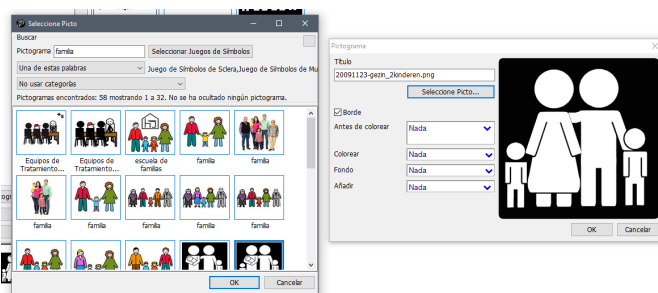 Seleccione Picto
Buscar
Pictograma familia Seleccionar Juegos de Símbolos
Una de estas palabras Juego de Símbolos de Sclera,Juego de Símbolos de Mu
No usar categorías
Pictogramas encontrados: 58 mostrando 1 a 32. No se ha ocultado ningún pictograma.
Equipos de Tratamiento...
Equipos de Tratamiento...
escuela de familias
familia
familia
familia
familia
familia
familia
familia
OK Cancelar
Pictograma
Título
20091123-gezin_2kinderen.png
Seleccione Picto...
Borde
Antes de colorear Nada
Colorear Nada
Fondo Nada
Añadir Nada
OK Cancelar